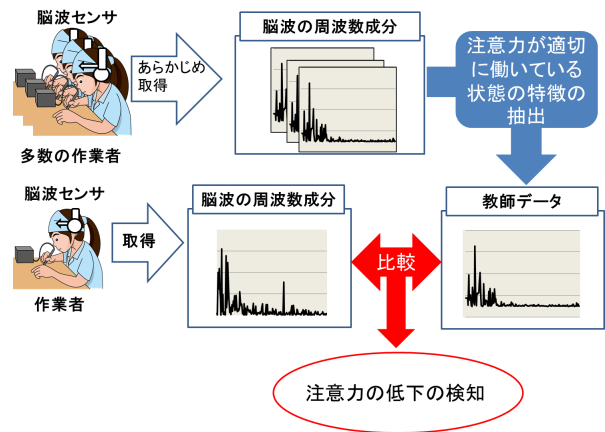 脳波センサ
多数の作業者
あらかじめ
取得
脳波の周波数成分
注意力が適切
に働いている
状態の特徴の
抽出
脳波センサ
作業者
取得
脳波の周波数成分
比較
教師データ
注意力の低下の検知